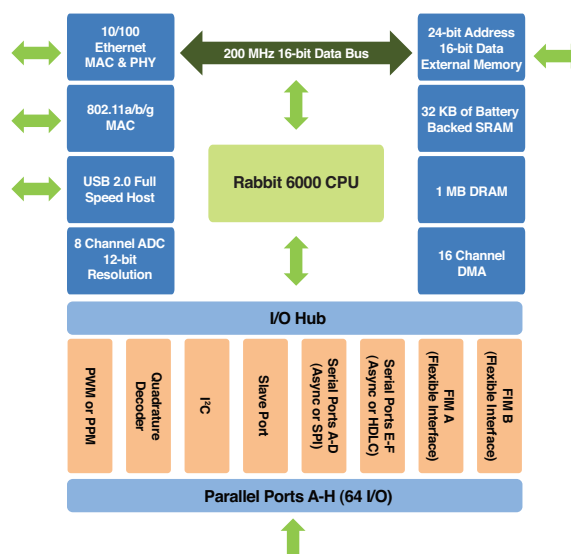 10/100
Ethernet
MAC & PHY
200 MHz 16-bit Data Bus
24-bit Address
16-bit Data
External Memory
802.11a/b/g
MAC
32 KB of Battery
Backed SRAM
Rabbit 6000 CPU
USB 2.0 Full
Speed Host
1 MB DRAM
8 Channel ADC
12-bit
Resolution
16 Channel
DMA
I/O Hub
PWM or PPM
Quadrature
Decoder
I²C
Slave Port
Serial Ports A-D
(Async or SPI)
Serial Ports E-F
(Async or HDLC)
FIM A
(Flexible Interface)
FIM B
(Flexible Interface)
Parallel Ports A-H (64 I/O)